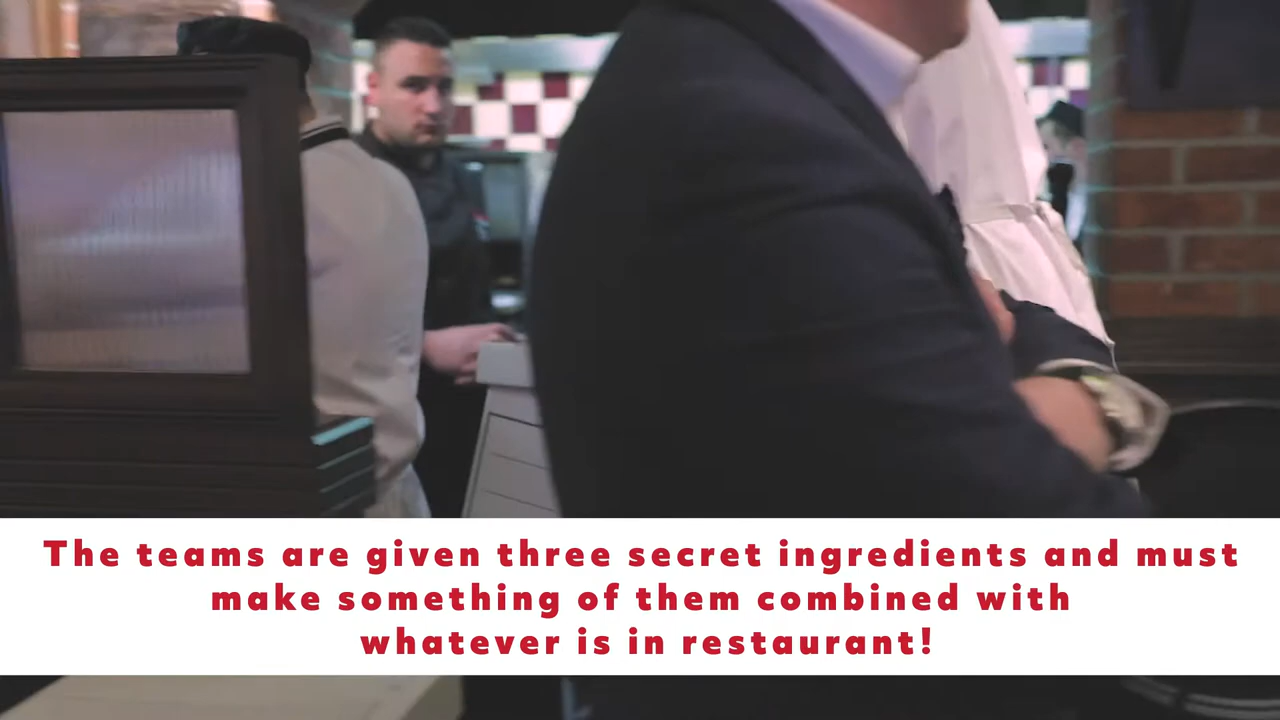 The teams are given three secret ingredients and must
make something of them combined with
whatever is in restaurant!